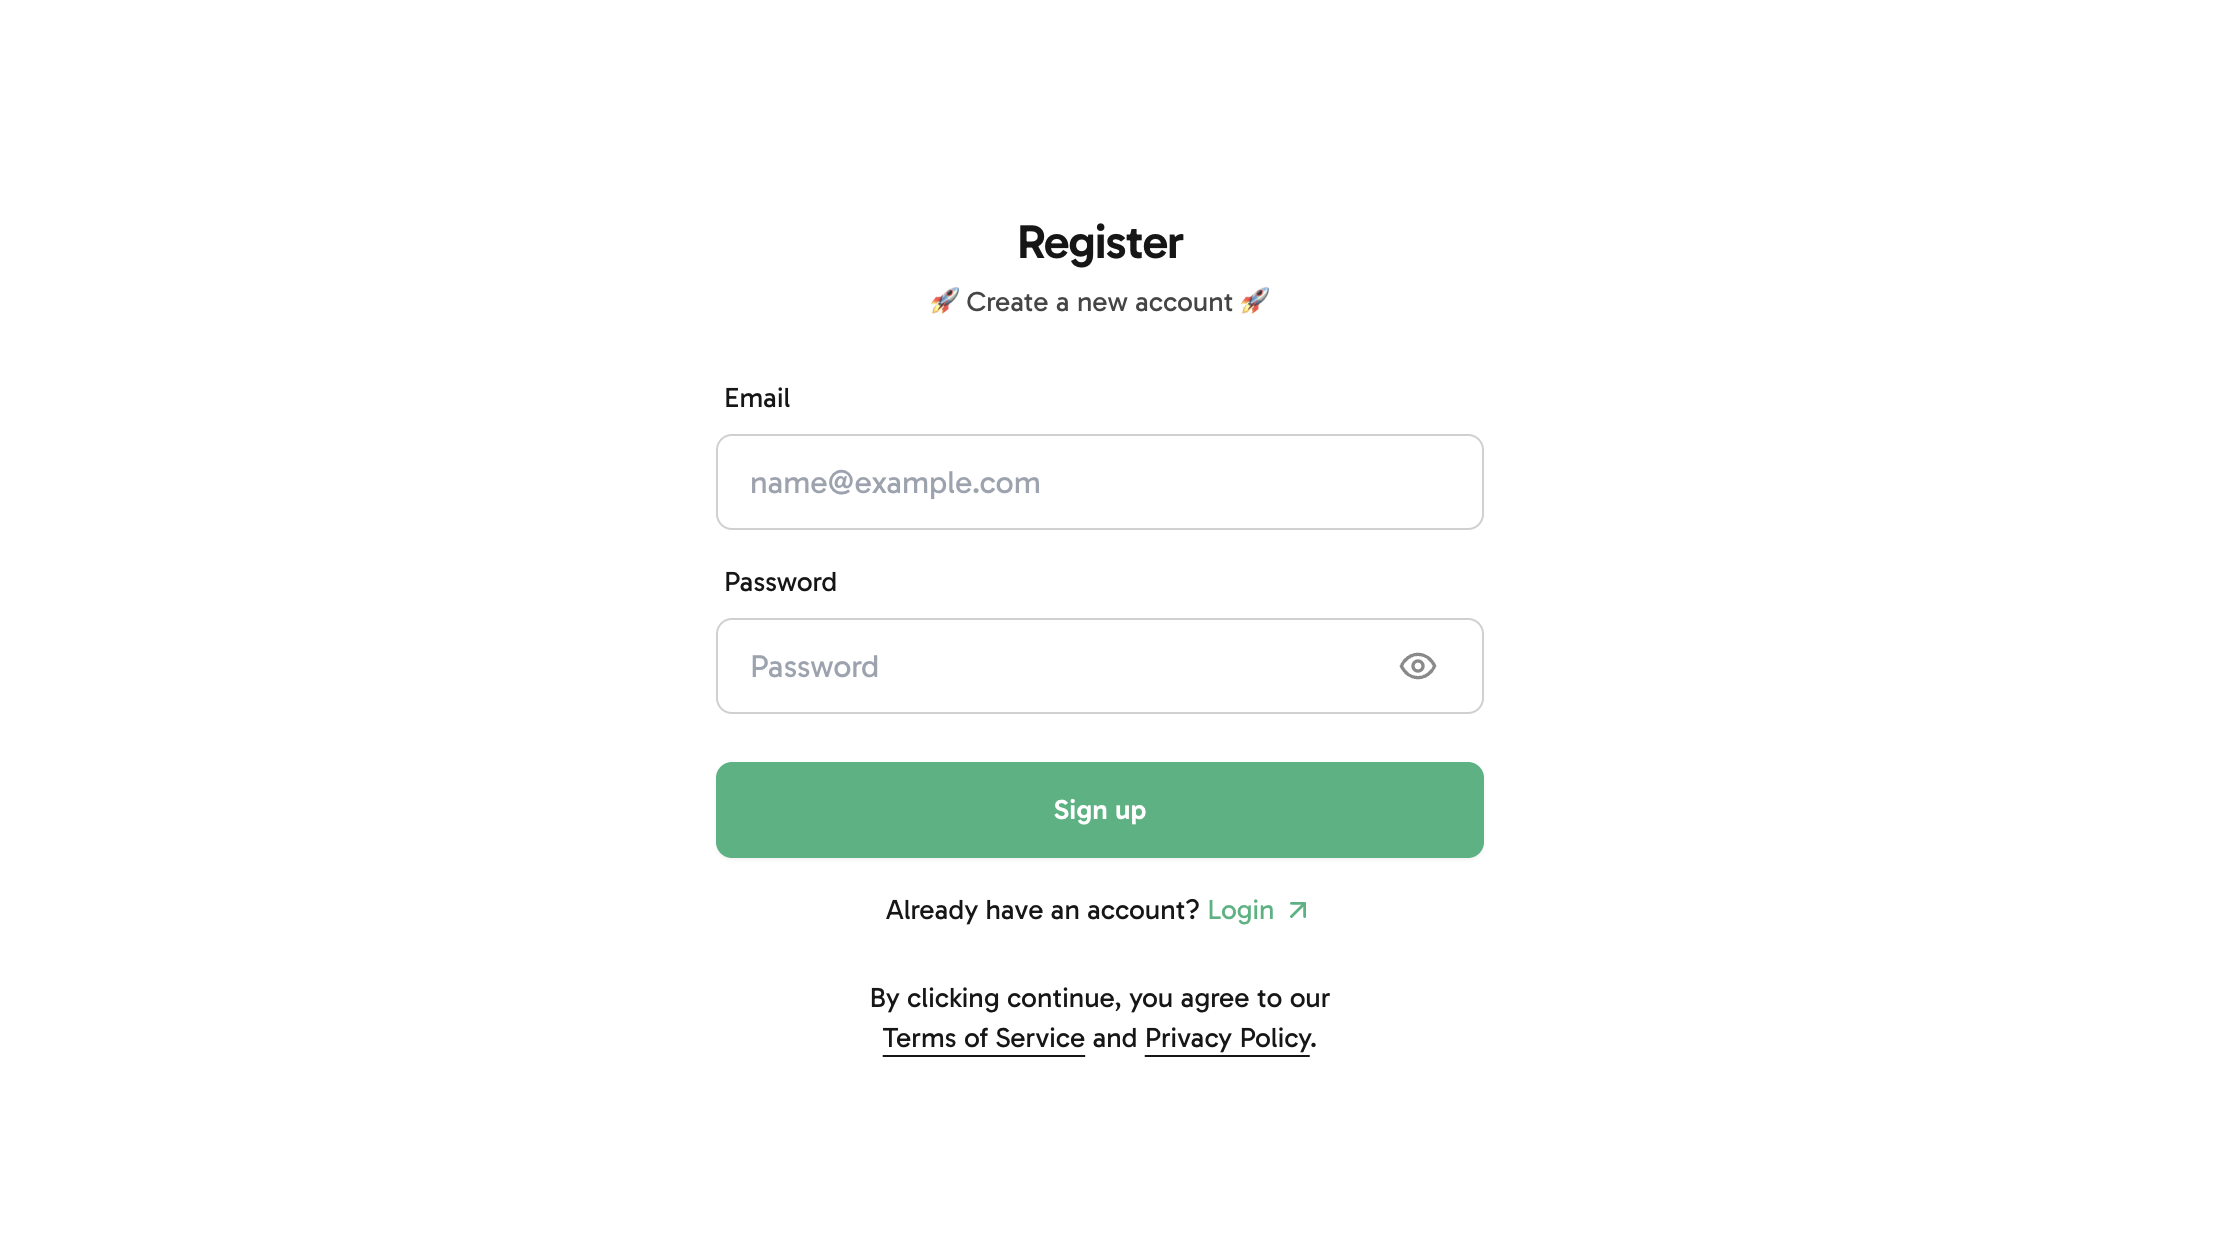 Register
🚀 Create a new account 🚀
Email
name@example.com
Password
Password
Sign up
Already have an account? Login ↗
By clicking continue, you agree to our
Terms of Service and Privacy Policy.